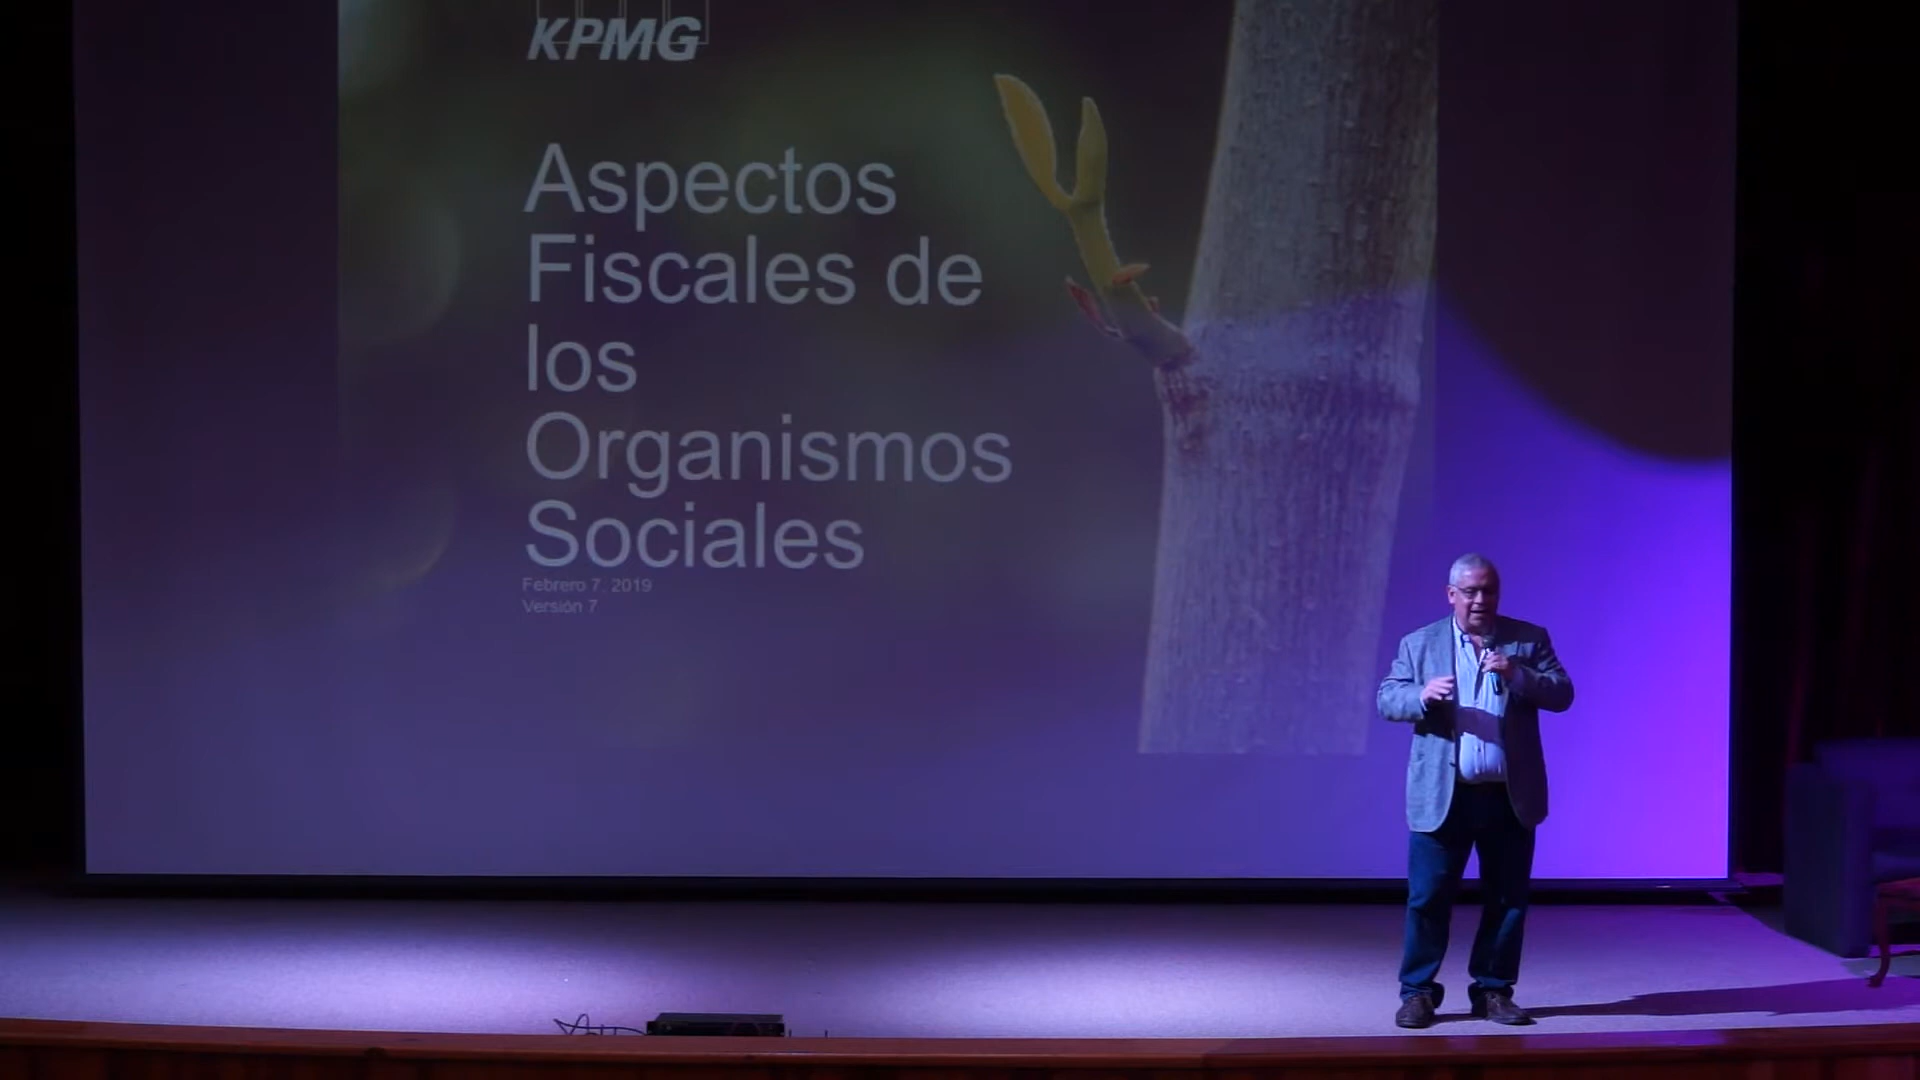 KPMG
Aspectos
Fiscales de
los
Organismos
Sociales
Febrero 7, 2019
Versión 7